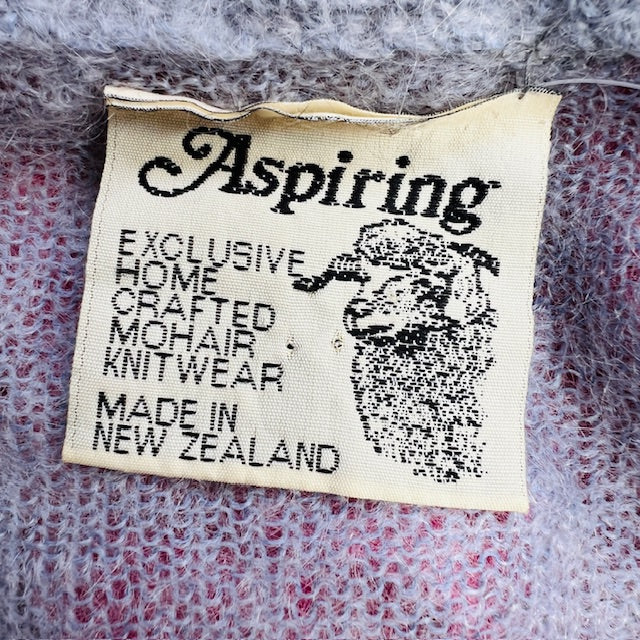 Aspiring
EXCLUSIVE
HOME
CRAFTED
MOHAIR
KNITWEAR
MADE IN
NEW ZEALAND